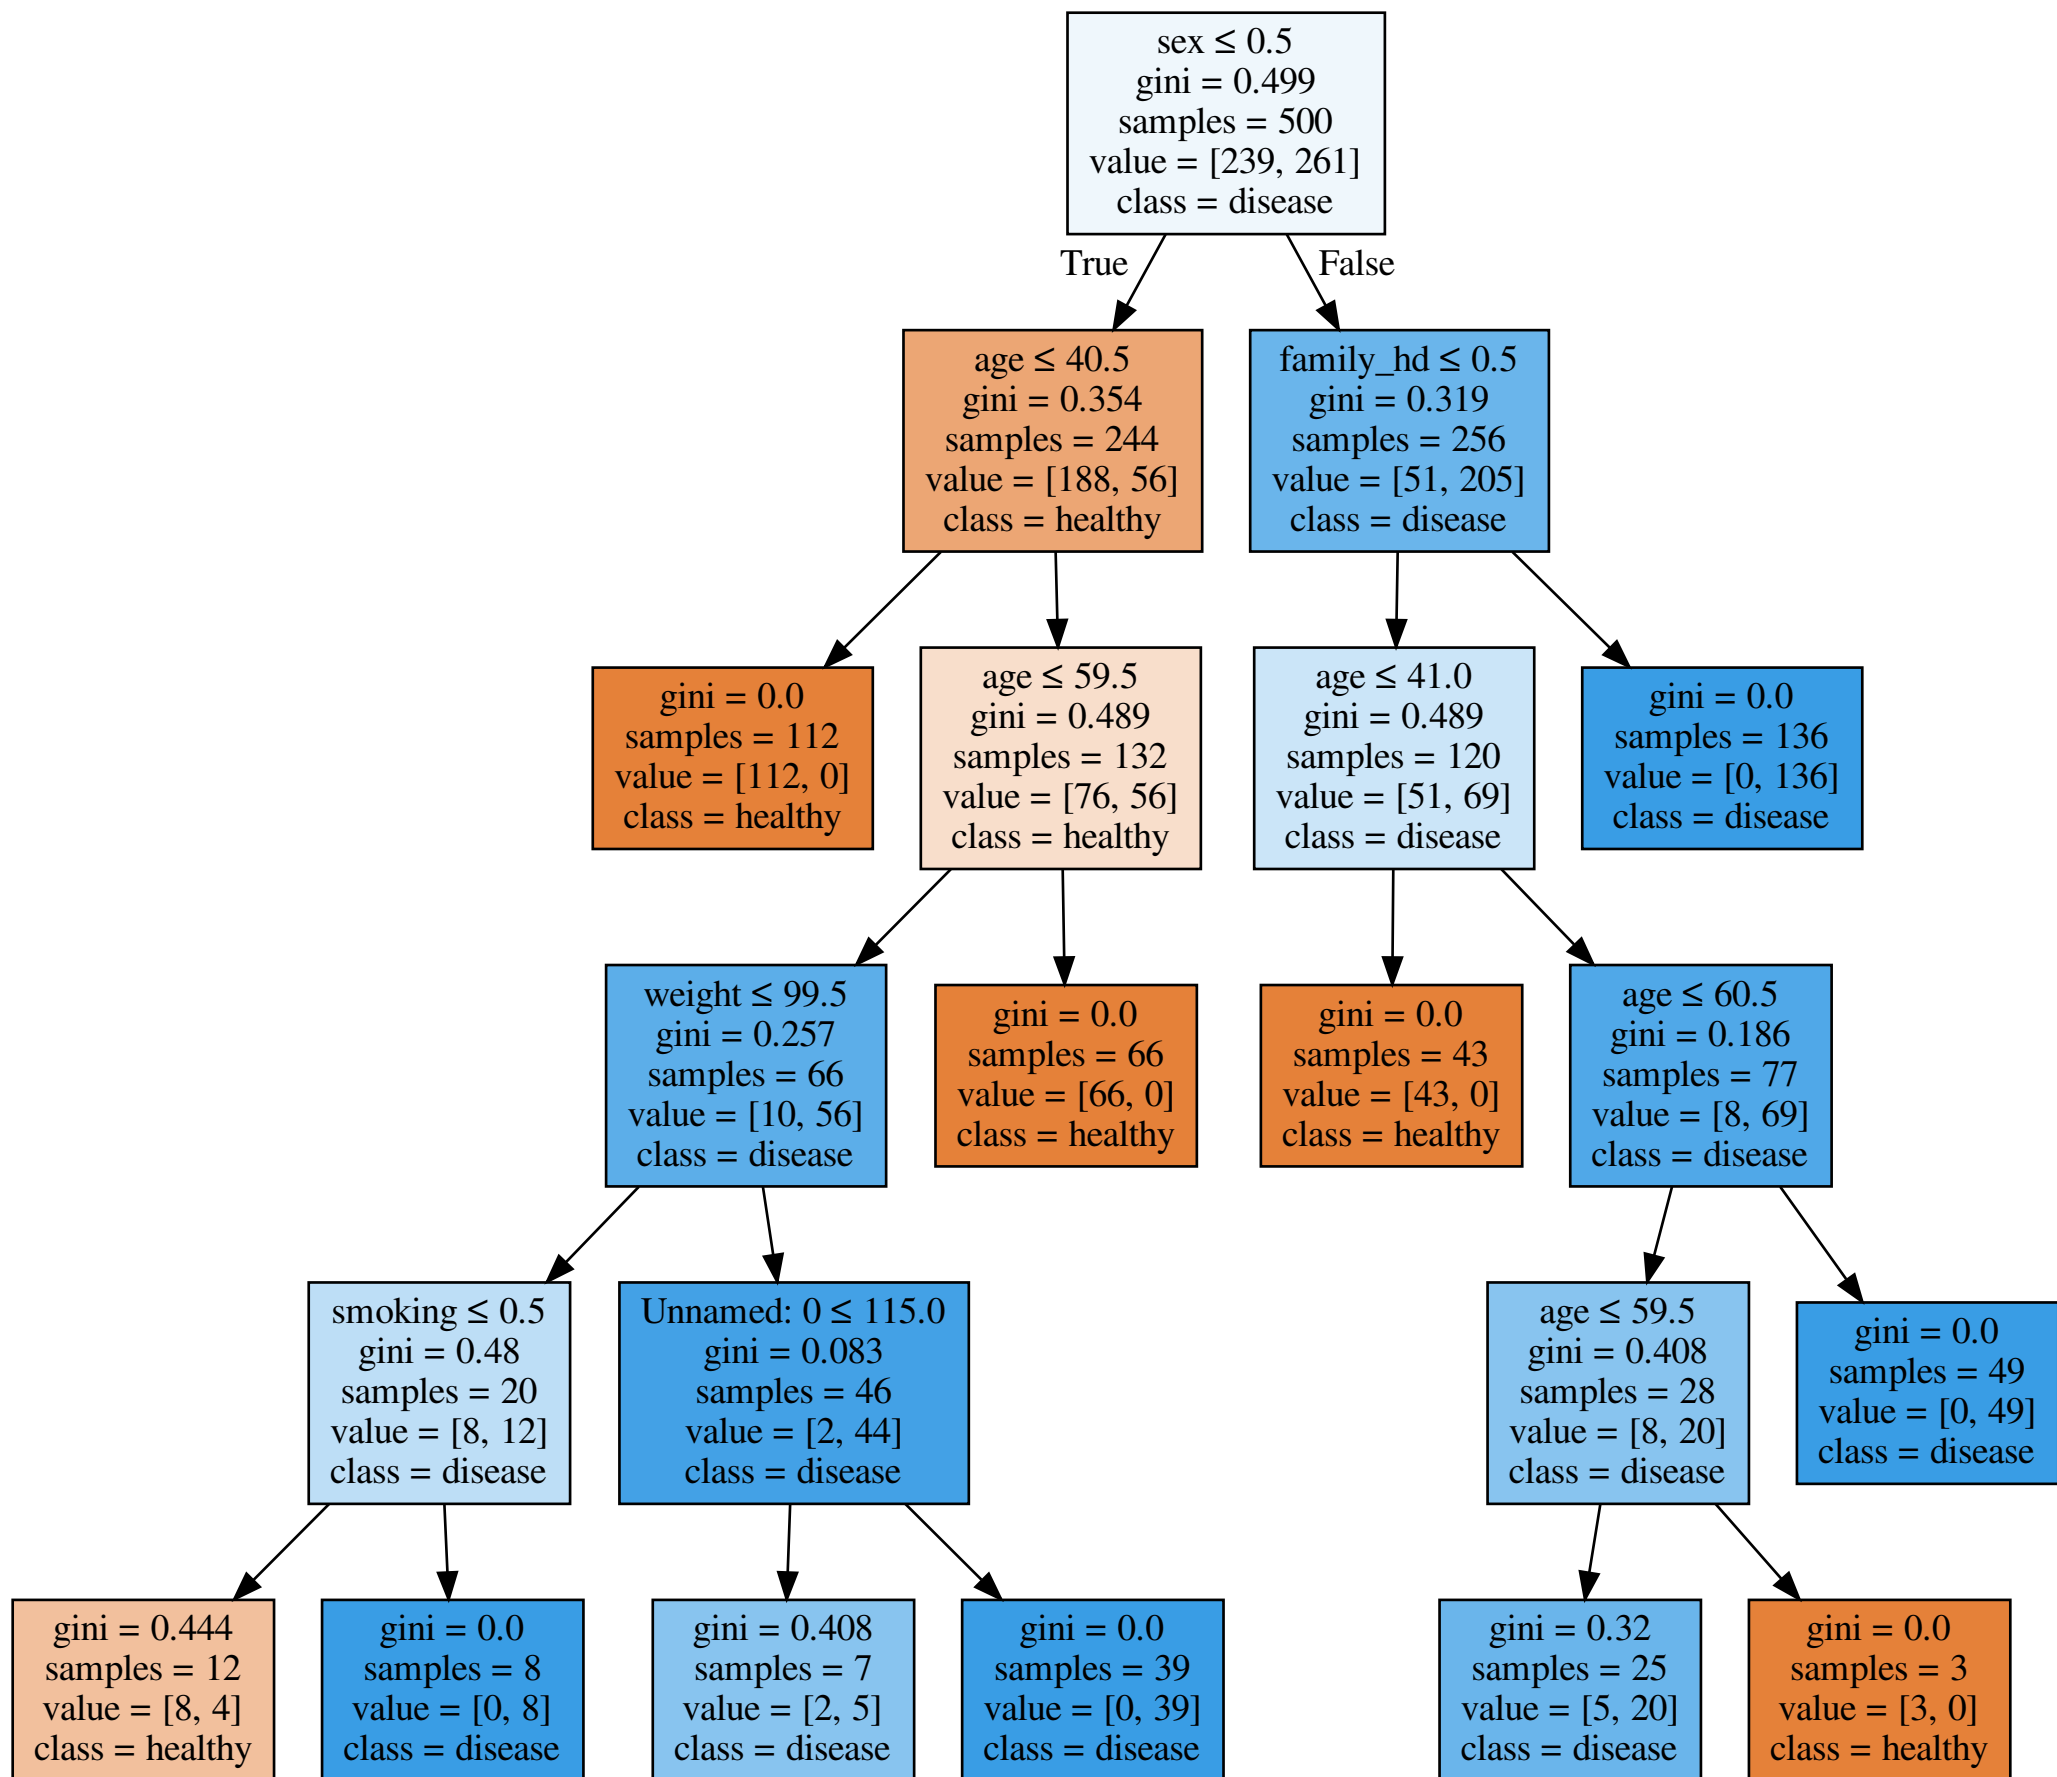 sex ≤ 0.5
gini = 0.499
samples = 500
value = [239, 261]
class = disease
True
False
age ≤ 40.5
gini = 0.354
samples = 244
value = [188, 56]
class = healthy
family_hd ≤ 0.5
gini = 0.319
samples = 256
value = [51, 205]
class = disease
gini = 0.0
samples = 112
value = [112, 0]
class = healthy
age ≤ 59.5
gini = 0.489
samples = 132
value = [76, 56]
class = healthy
age ≤ 41.0
gini = 0.489
samples = 120
value = [51, 69]
class = disease
gini = 0.0
samples = 136
value = [0, 136]
class = disease
weight ≤ 99.5
gini = 0.257
samples = 66
value = [10, 56]
class = disease
gini = 0.0
samples = 66
value = [66, 0]
class = healthy
gini = 0.0
samples = 43
value = [43, 0]
class = healthy
age ≤ 60.5
gini = 0.186
samples = 77
value = [8, 69]
class = disease
smoking ≤ 0.5
gini = 0.48
samples = 20
value = [8, 12]
class = disease
Unnamed: 0 ≤ 115.0
gini = 0.083
samples = 46
value = [2, 44]
class = disease
age ≤ 59.5
gini = 0.408
samples = 28
value = [8, 20]
class = disease
gini = 0.0
samples = 49
value = [0, 49]
class = disease
gini = 0.444
samples = 12
value = [8, 4]
class = healthy
gini = 0.0
samples = 8
value = [0, 8]
class = disease
gini = 0.408
samples = 7
value = [2, 5]
class = disease
gini = 0.0
samples = 39
value = [0, 39]
class = disease
gini = 0.32
samples = 25
value = [5, 20]
class = disease
gini = 0.0
samples = 3
value = [3, 0]
class = healthy